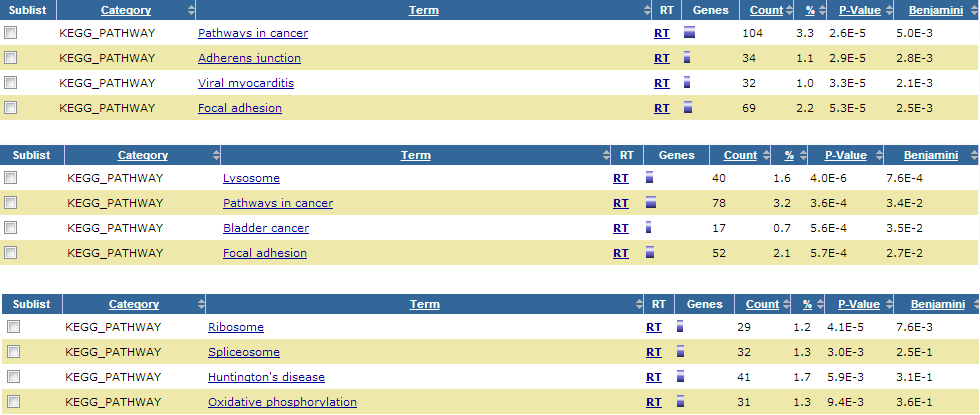 Sublist Category Term RT Genes Count % P-Value Benjamini
KEGG_PATHWAY Pathways in cancer RT 104 3.3 2.6E-5 5.0E-3
KEGG_PATHWAY Adherens junction RT 34 1.1 2.9E-5 2.8E-3
KEGG_PATHWAY Viral myocarditis RT 32 1.0 3.3E-5 2.1E-3
KEGG_PATHWAY Focal adhesion RT 69 2.2 5.3E-5 2.5E-3
Sublist Category Term RT Genes Count % P-Value Benjamini
KEGG_PATHWAY Lysosome RT 40 1.6 4.0E-6 7.6E-4
KEGG_PATHWAY Pathways in cancer RT 78 3.2 3.6E-4 3.4E-2
KEGG_PATHWAY Bladder cancer RT 17 0.7 5.6E-4 3.5E-2
KEGG_PATHWAY Focal adhesion RT 52 2.1 5.7E-4 2.7E-2
Sublist Category Term RT Genes Count % P-Value Benjamini
KEGG_PATHWAY Ribosome RT 29 1.2 4.1E-5 7.6E-3
KEGG_PATHWAY Spliceosome RT 32 1.3 3.0E-3 2.5E-1
KEGG_PATHWAY Huntington's disease RT 41 1.7 5.9E-3 3.1E-1
KEGG_PATHWAY Oxidative phosphorylation RT 31 1.3 9.4E-3 3.6E-1